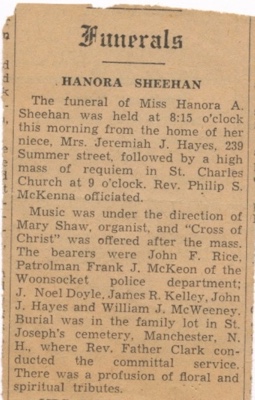 Funerals
HANORA SHEEHAN
The funeral of Miss Hanora A.
Sheehan was held at 8:15 o'clock
this morning from the home of her
niece, Mrs. Jeremiah J. Hayes, 239
Summer street, followed by a high
mass of requiem in St. Charles
Church at 9 o'clock. Rev. Philip S.
McKenna officiated.
Music was under the direction of
Mary Shaw, organist, and "Cross of
Christ" was offered after the mass.
The bearers were John F. Rice,
Patrolman Frank J. McKeon of the
Woonsocket police department;
J. Noel Doyle, James R. Kelley, John
J. Hayes and William J. McWeeney.
Burial was in the family lot in St.
Joseph's cemetery, Manchester, N.
H., where Rev. Father Clark con-
ducted the committal service.
There was a profusion of floral and
spiritual tributes.